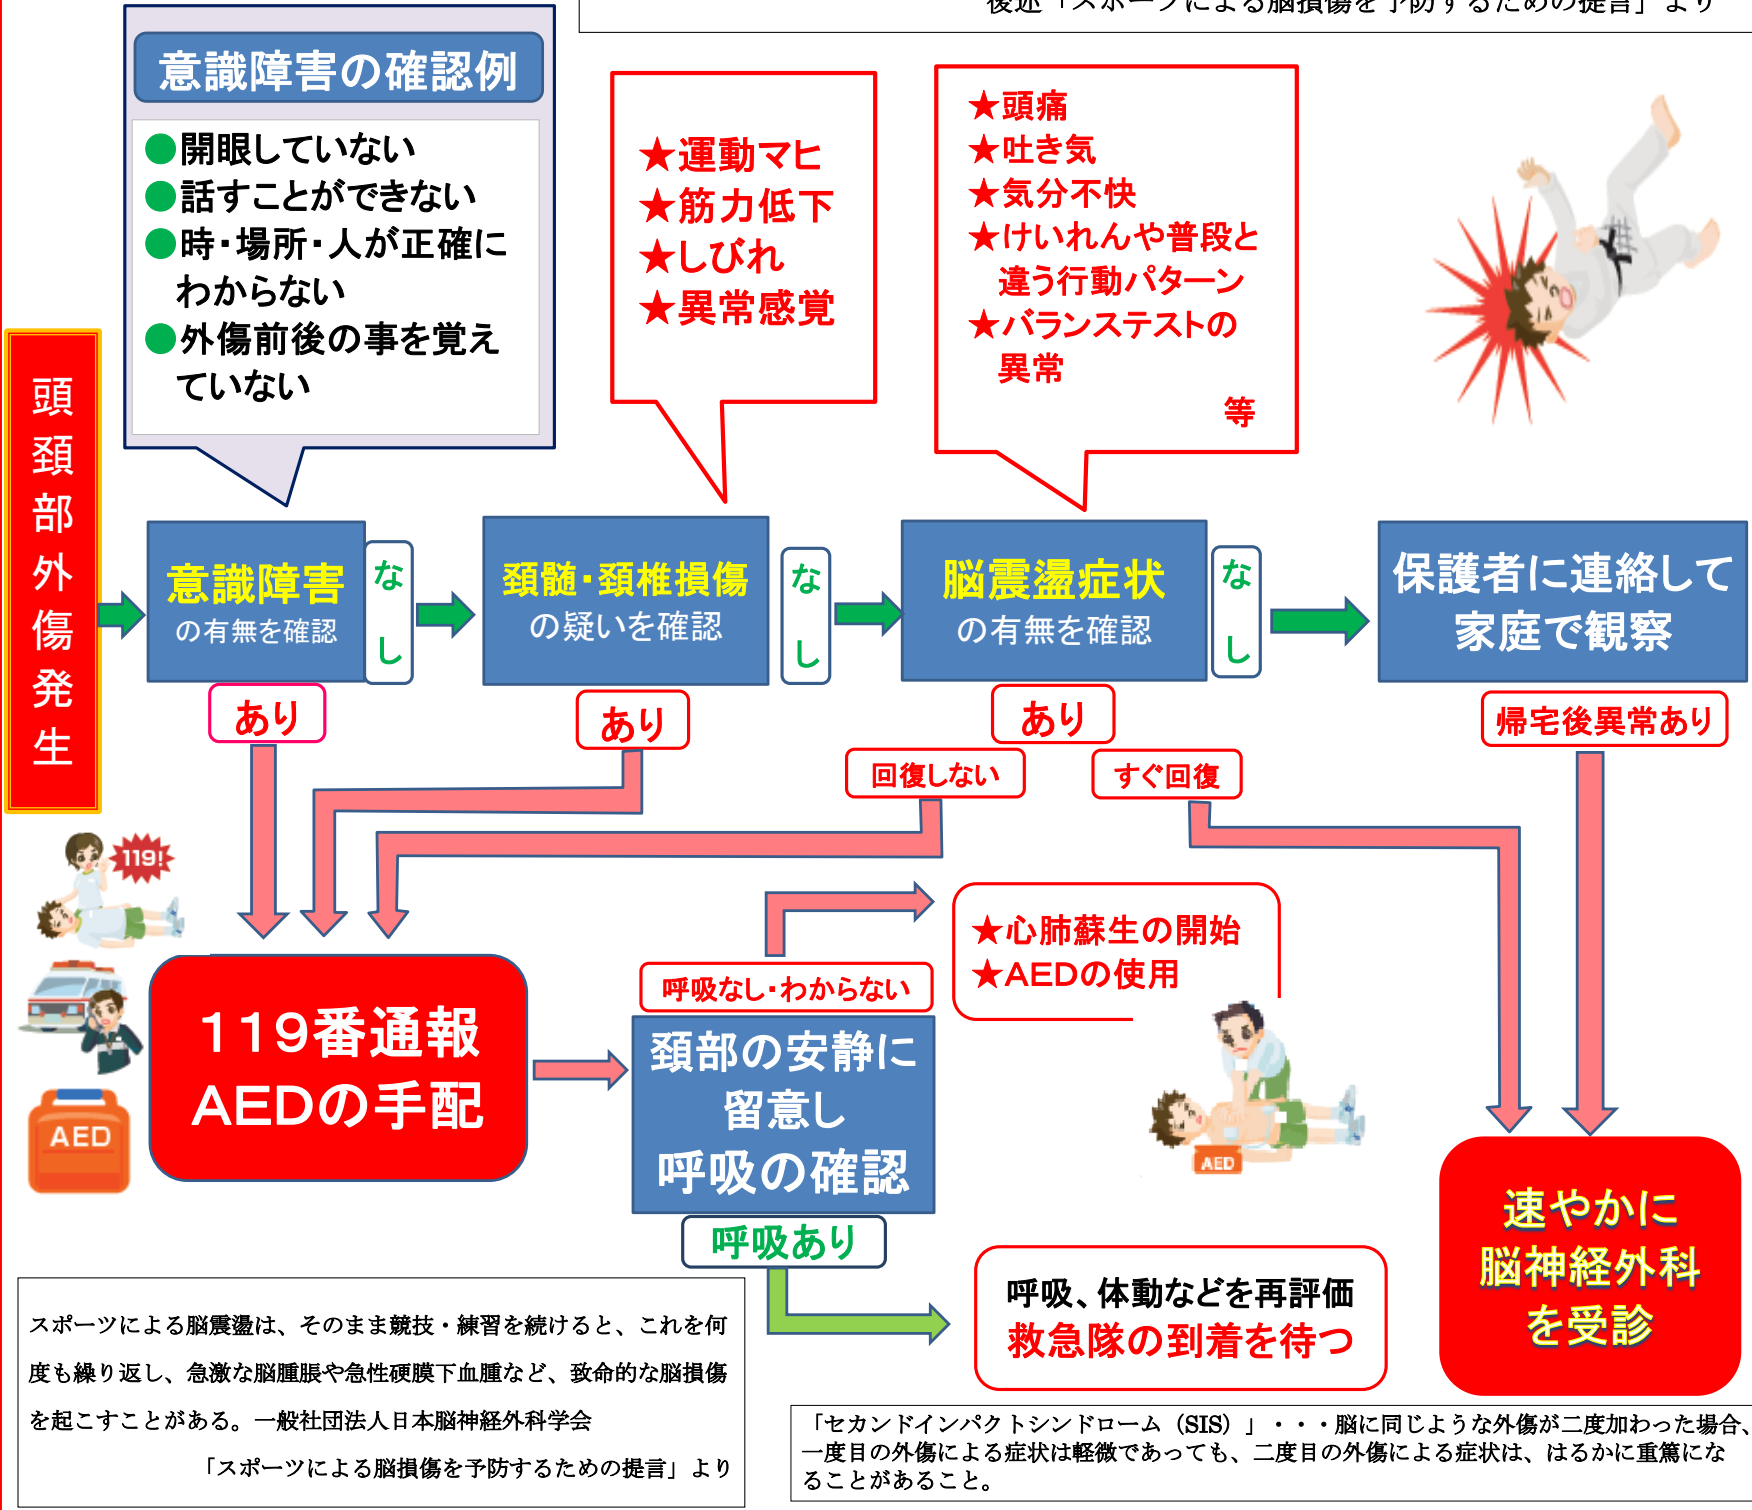 後述「スポーツによる脳損傷を予防するための提言」より
意識障害の確認例
●開眼していない
●話すことができない
●時・場所・人が正確に
わからない
●外傷前後の事を覚え
ていない
★運動マヒ
★筋力低下
★しびれ
★異常感覚
★頭痛
★吐き気
★気分不快
★けいれんや普段と
違う行動パターン
★バランステストの
異常
等
頭頚部外傷発生
意識障害
の有無を確認
なし
頚髄・頚椎損傷
の疑いを確認
なし
脳震盪症状
の有無を確認
なし
保護者に連絡して
家庭で観察
あり
あり
あり
帰宅後異常あり
回復しない
すぐ回復
119!
★心肺蘇生の開始
★AEDの使用
呼吸なし・わからない
119番通報
AEDの手配
頚部の安静に
留意し
呼吸の確認
AED
AED
呼吸あり
速やかに
脳神経外科
を受診
呼吸、体動などを再評価
救急隊の到着を待つ
スポーツによる脳震盪は、そのまま競技・練習を続けると、これを何
度も繰り返し、急激な脳腫脹や急性硬膜下血腫など、致命的な脳損傷
を起こすことがある。一般社団法人日本脳神経外科学会
「スポーツによる脳損傷を予防するための提言」より
「セカンドインパクトシンドローム（SIS）」・・・脳に同じような外傷が二度加わった場合、
一度目の外傷による症状は軽微であっても、二度目の外傷による症状は、はるかに重篤にな
ることがあること。